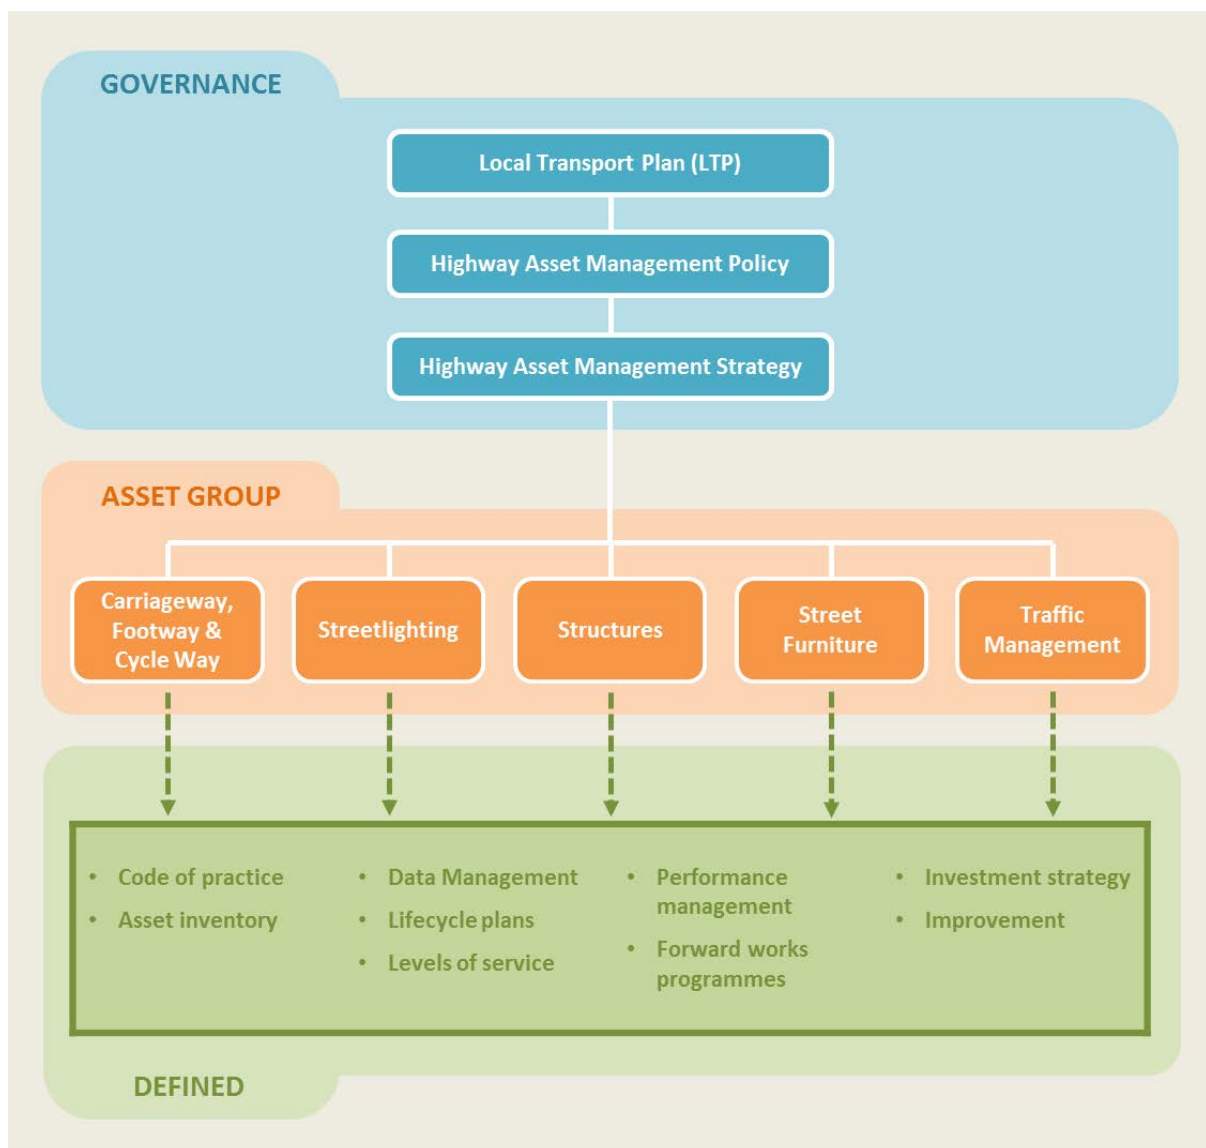 GOVERNANCE
Local Transport Plan (LTP)
Highway Asset Management Policy
Highway Asset Management Strategy
ASSET GROUP
Carriageway,
Footway &
Cycle Way
Streetlighting
Structures
Street
Furniture
Traffic
Management
• Code of practice
• Asset inventory
• Data Management
• Lifecycle plans
• Levels of service
• Performance
management
• Forward works
programmes
• Investment strategy
• Improvement
DEFINED